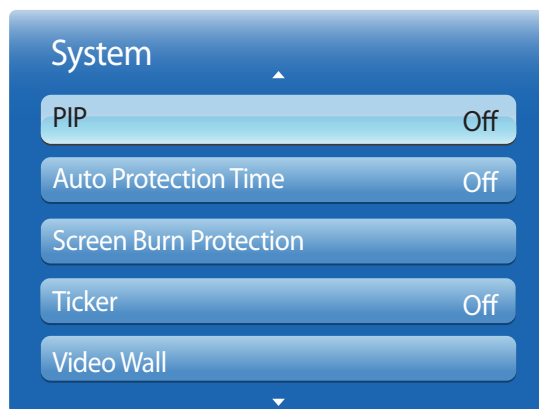 System
PIP Off
Auto Protection Time Off
Screen Burn Protection
Ticker Off
Video Wall